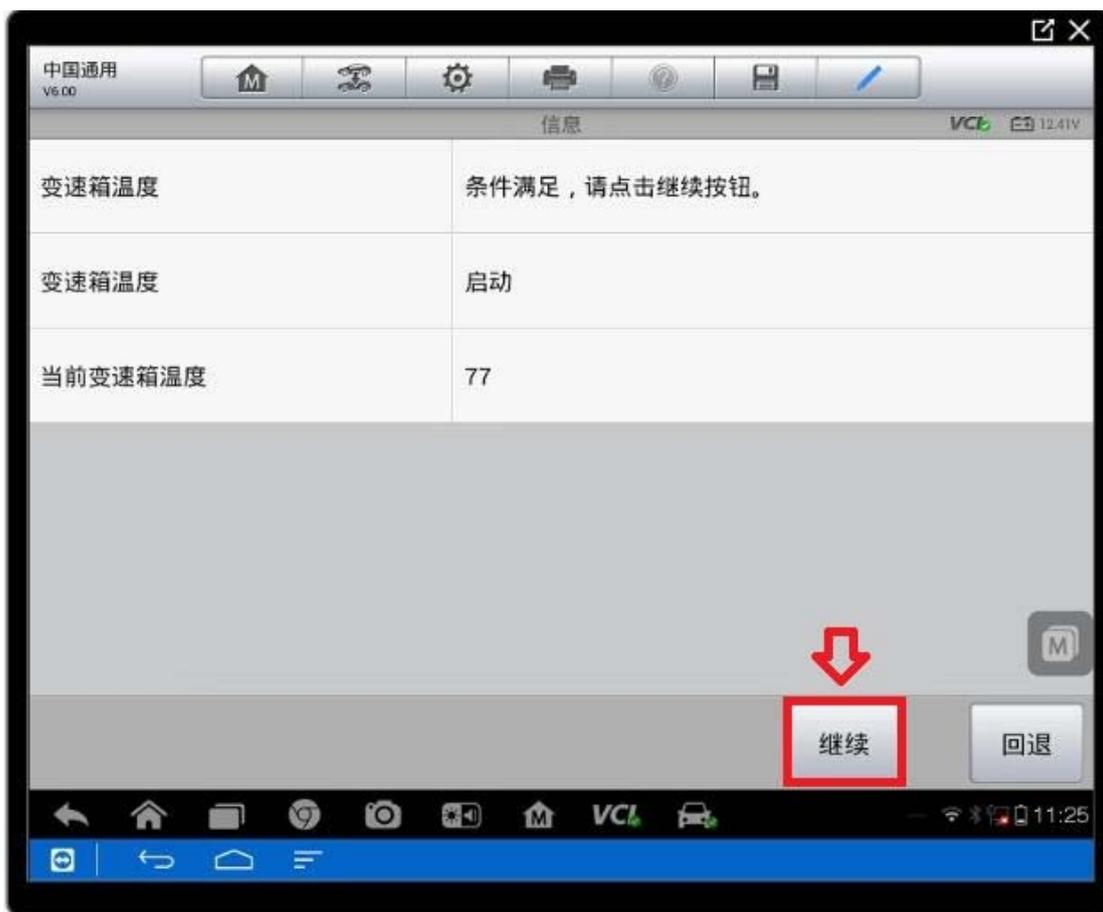 中国通用
V6.00
M
信息
VCI 12.41V
变速箱温度 条件满足，请点击继续按钮。
变速箱温度 启动
当前变速箱温度 77
M
继续 回退
M VCI 11:25